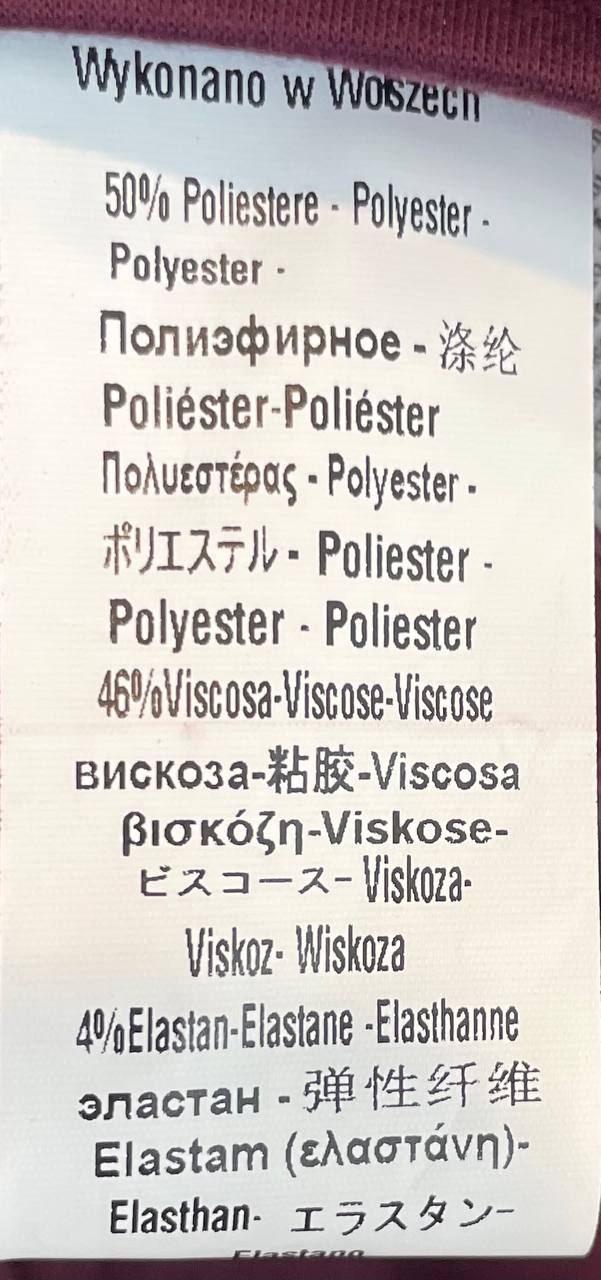 Wykonano w Woszech
50% Poliestere - Polyester -
Polyester -
Полиэфирное - 涤纶
Poliéster-Poliéster
Πολυεστέρας - Polyester -
ポリエステル - Poliester -
Polyester - Poliester
46%Viscosa-Viscose-Viscose
вискоза-粘胶-Viscosa
βισκόζη-Viskose-
ビスコース- Viskoza-
Viskoz- Wiskoza
4%Elastan-Elastane -Elasthanne
эластан - 弹性纤维
Elastam (ελαστάνη)-
Elasthan- エラスタン-
Elastano